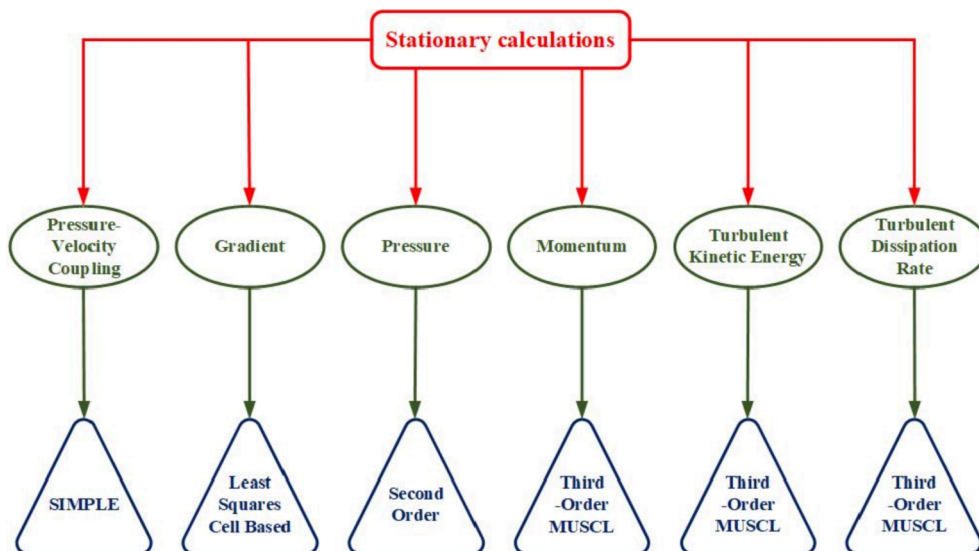 Stationary calculations
Pressure-
Velocity
Coupling
Gradient
Pressure
Momentum
Turbulent
Kinetic Energy
Turbulent
Dissipation
Rate
SIMPLE
Least
Squares
Cell Based
Second
Order
Third
-Order
MUSCL
Third
-Order
MUSCL
Third
-Order
MUSCL